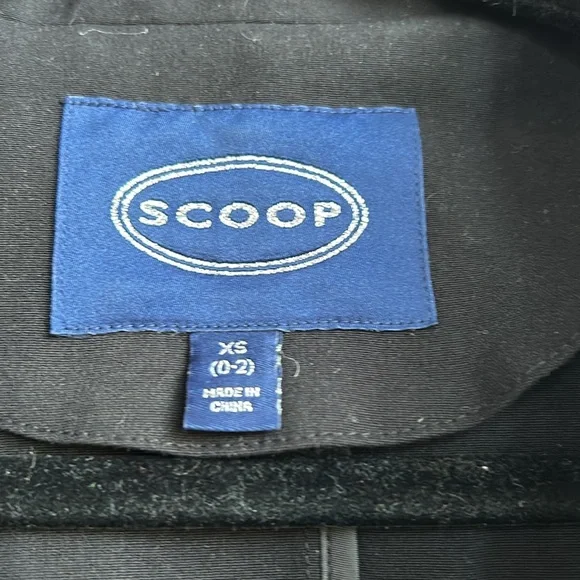 SCOOP
XS
(0-2)
MADE IN
CHINA